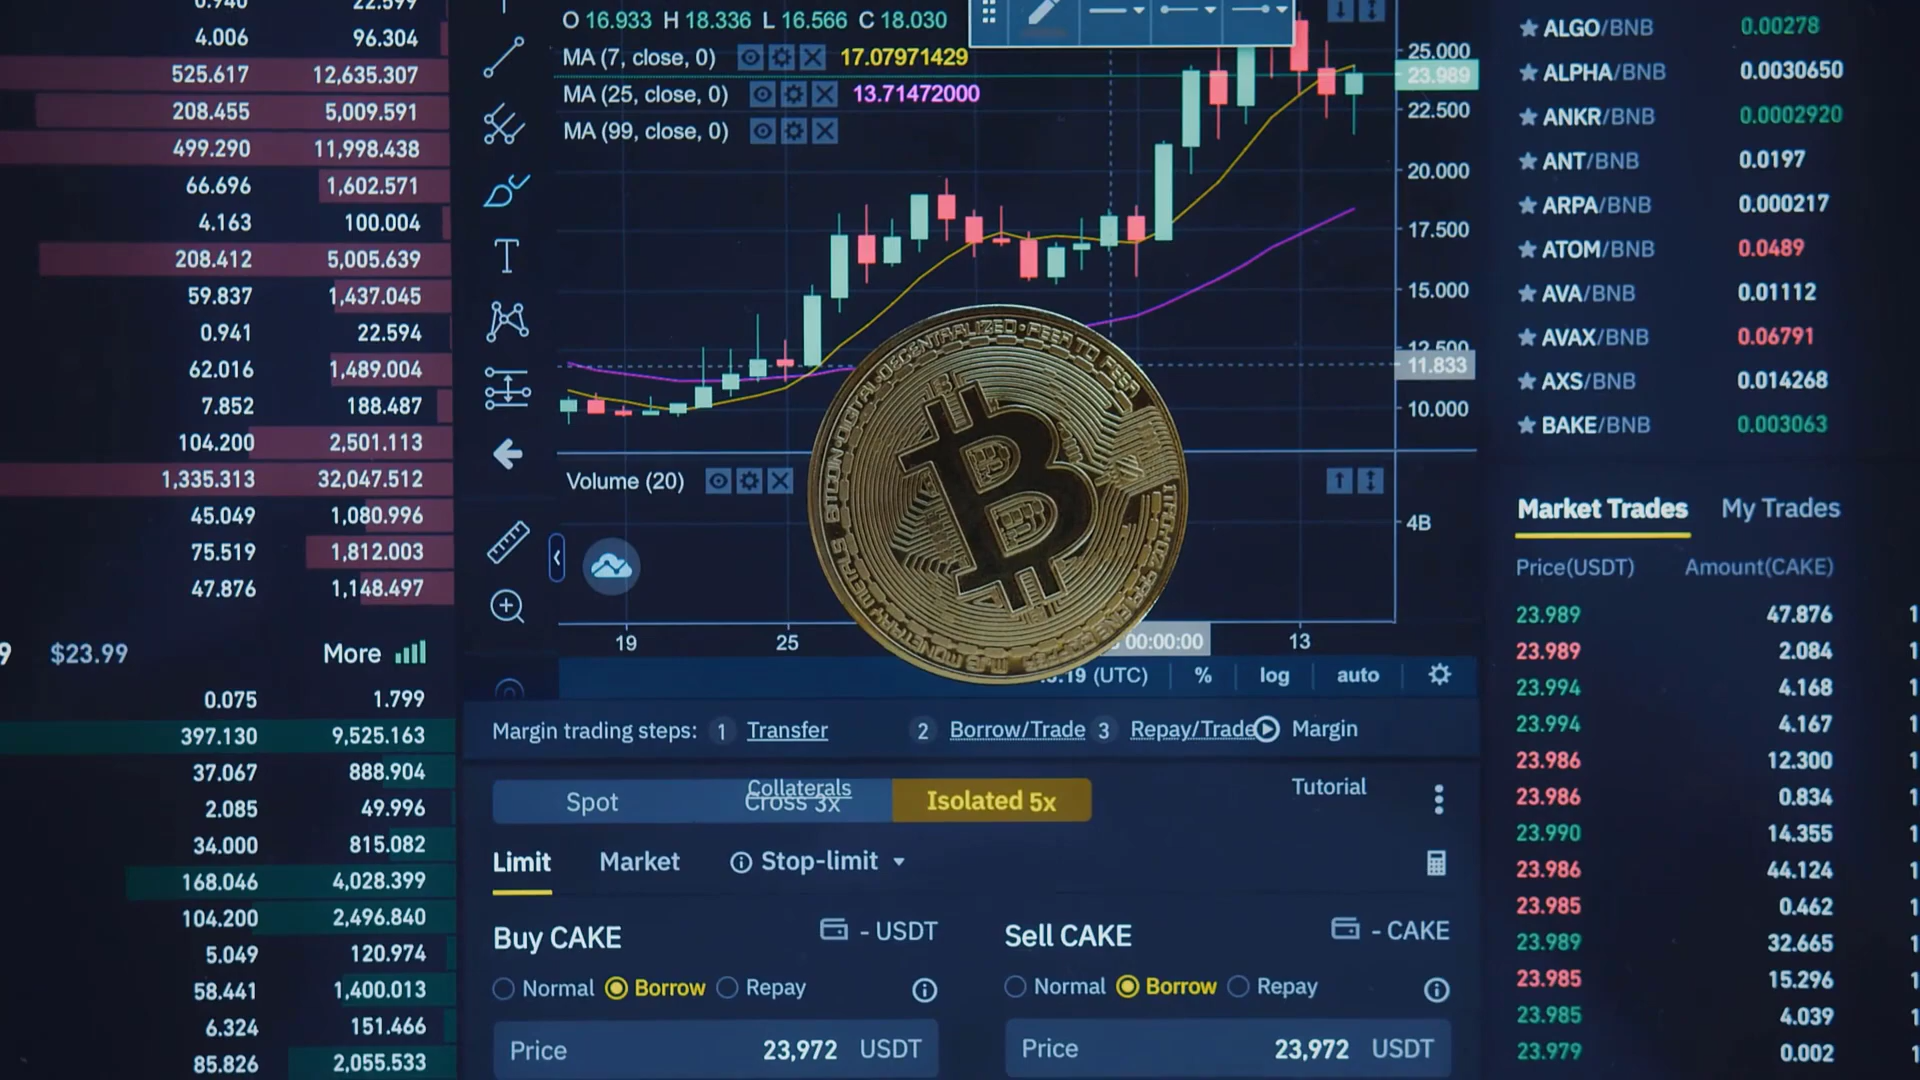 0.940 22.599
4.006 96.304
525.617 12,635.307
208.455 5,009.591
499.290 11,998.438
66.696 1,602.571
4.163 100.004
208.412 5,005.639
59.837 1,437.045
0.941 22.594
62.016 1,489.004
7.852 188.487
104.200 2,501.113
1,335.313 32,047.512
45.049 1,080.996
75.519 1,812.003
47.876 1,148.497
9 $23.99 More
0.075 1.799
397.130 9,525.163
37.067 888.904
2.085 49.996
34.000 815.082
168.046 4,028.399
104.200 2,496.840
5.049 120.974
58.441 1,400.013
6.324 151.466
85.826 2,055.533
O 16.933 H 18.336 L 16.566 C 18.030
MA (7, close, 0) 17.07971429
MA (25, close, 0) 13.71472000
MA (99, close, 0)
25.000
23.989
22.500
20.000
17.500
15.000
12.500
11.833
10.000
Volume (20)
4B
BITCOIN · DIGITAL · DECENTRALIZED · PEER TO PEER
19 25 00:00:00 13
:19 (UTC) % log auto
Margin trading steps: 1 Transfer 2 Borrow/Trade 3 Repay/Trade Margin
Collaterals Tutorial
Spot Cross 3x Isolated 5x
Limit Market Stop-limit
Buy CAKE - USDT
Normal Borrow Repay
Price 23,972 USDT
Sell CAKE - CAKE
Normal Borrow Repay
Price 23,972 USDT
ALGO/BNB 0.00278
ALPHA/BNB 0.0030650
ANKR/BNB 0.0002920
ANT/BNB 0.0197
ARPA/BNB 0.000217
ATOM/BNB 0.0489
AVA/BNB 0.01112
AVAX/BNB 0.06791
AXS/BNB 0.014268
BAKE/BNB 0.003063
Market Trades My Trades
Price(USDT) Amount(CAKE)
23.989 47.876
23.989 2.084
23.994 4.168
23.994 4.167
23.986 12.300
23.986 0.834
23.990 14.355
23.986 44.124
23.985 0.462
23.989 32.665
23.985 15.296
23.985 4.039
23.979 0.002